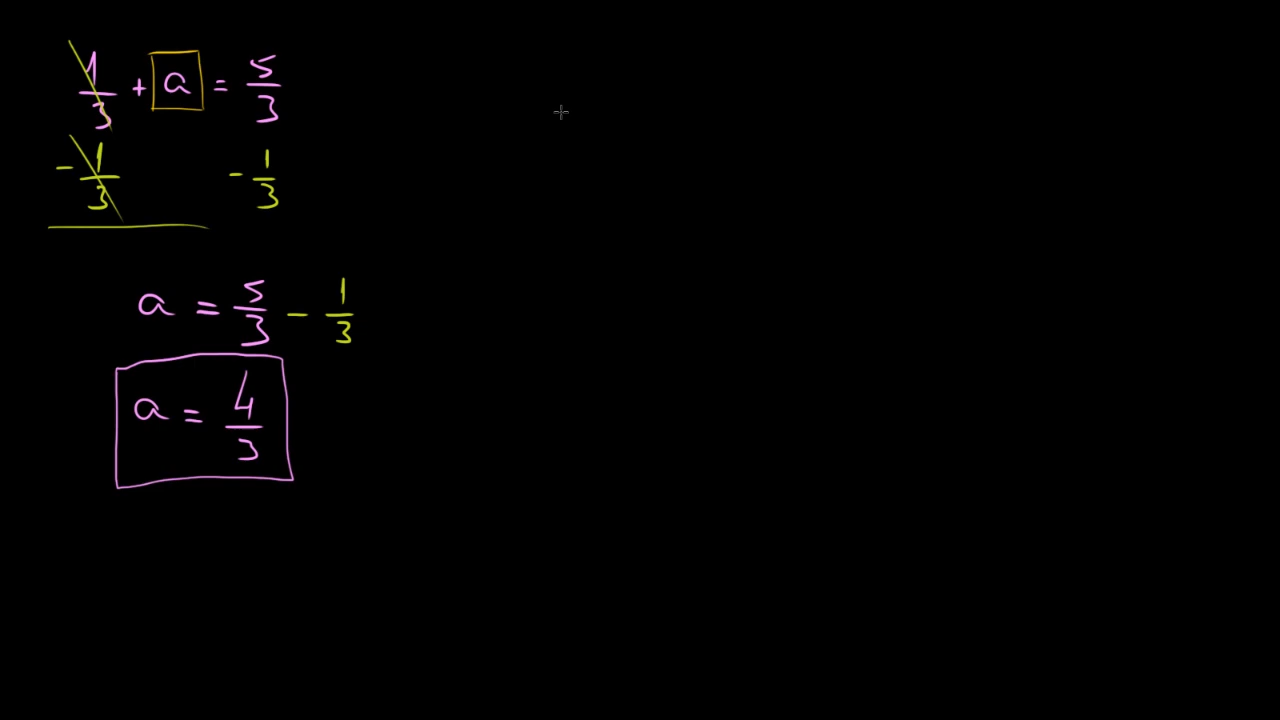 1/3 + a = 5/3
- 1/3 - 1/3
a = 5/3 - 1/3
a = 4/3